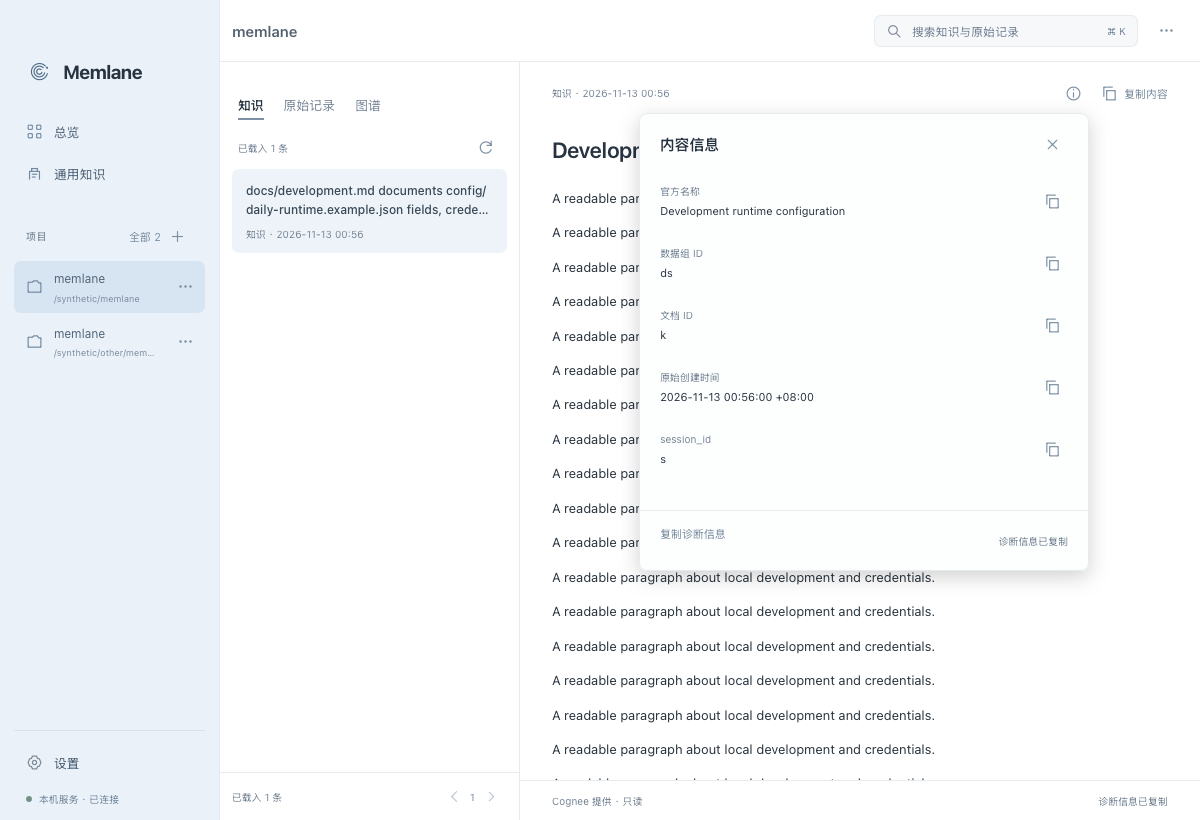 Memlane
总览
通用知识
项目
全部 2
memlane
/synthetic/memlane
memlane
/synthetic/other/mem...
设置
本机服务 · 已连接
memlane
搜索知识与原始记录
⌘ K
知识
原始记录
图谱
已载入 1 条
docs/development.md documents config/
daily-runtime.example.json fields, crede...
知识 · 2026-11-13 00:56
已载入 1 条
1
知识 · 2026-11-13 00:56
复制内容
Developr
A readable par
A readable par
A readable par
A readable par
A readable par
A readable par
A readable par
A readable par
A readable par
A readable par
A readable par
内容信息
官方名称
Development runtime configuration
数据组 ID
ds
文档 ID
k
原始创建时间
2026-11-13 00:56:00 +08:00
session_id
s
复制诊断信息
诊断信息已复制
A readable paragraph about local development and credentials.
A readable paragraph about local development and credentials.
A readable paragraph about local development and credentials.
A readable paragraph about local development and credentials.
A readable paragraph about local development and credentials.
A readable paragraph about local development and credentials.
Cognee 提供 · 只读
诊断信息已复制